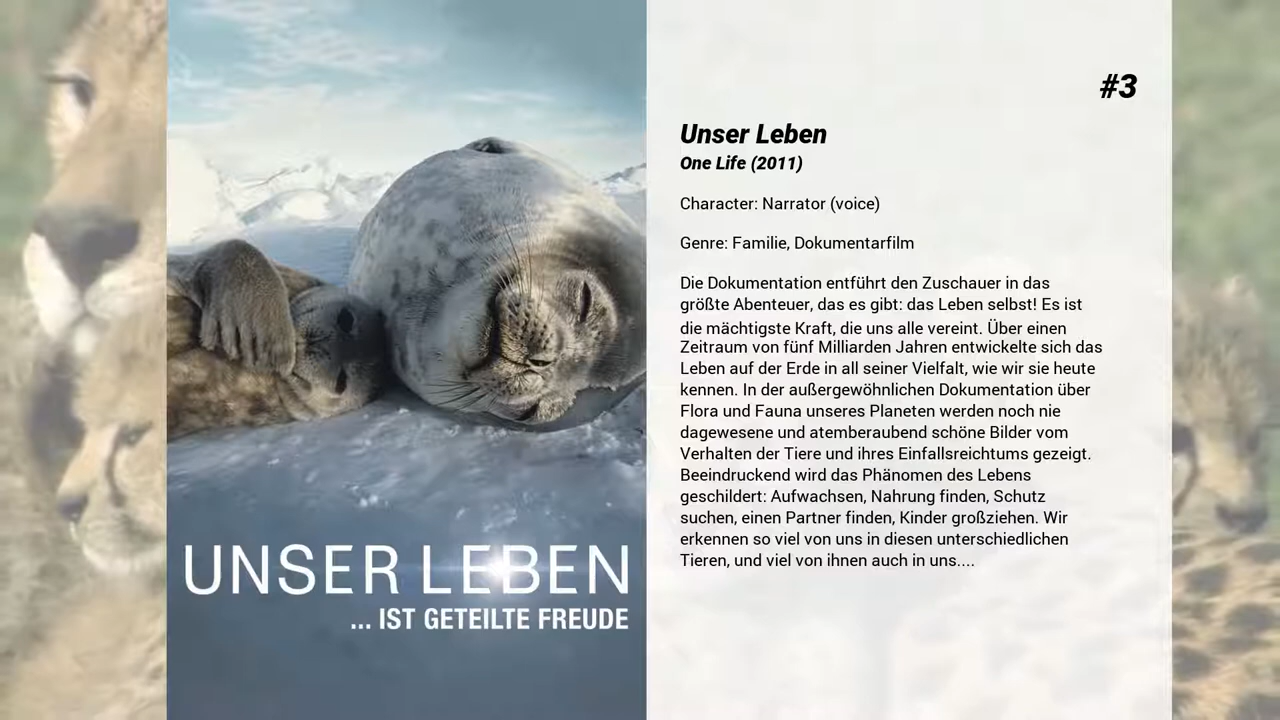 UNSER LEBEN
... IST GETEILTE FREUDE
#3
Unser Leben
One Life (2011)
Character: Narrator (voice)
Genre: Familie, Dokumentarfilm
Die Dokumentation entführt den Zuschauer in das
größte Abenteuer, das es gibt: das Leben selbst! Es ist
die mächtigste Kraft, die uns alle vereint. Über einen
Zeitraum von fünf Milliarden Jahren entwickelte sich das
Leben auf der Erde in all seiner Vielfalt, wie wir sie heute
kennen. In der außergewöhnlichen Dokumentation über
Flora und Fauna unseres Planeten werden noch nie
dagewesene und atemberaubend schöne Bilder vom
Verhalten der Tiere und ihres Einfallsreichtums gezeigt.
Beeindruckend wird das Phänomen des Lebens
geschildert: Aufwachsen, Nahrung finden, Schutz
suchen, einen Partner finden, Kinder großziehen. Wir
erkennen so viel von uns in diesen unterschiedlichen
Tieren, und viel von ihnen auch in uns....